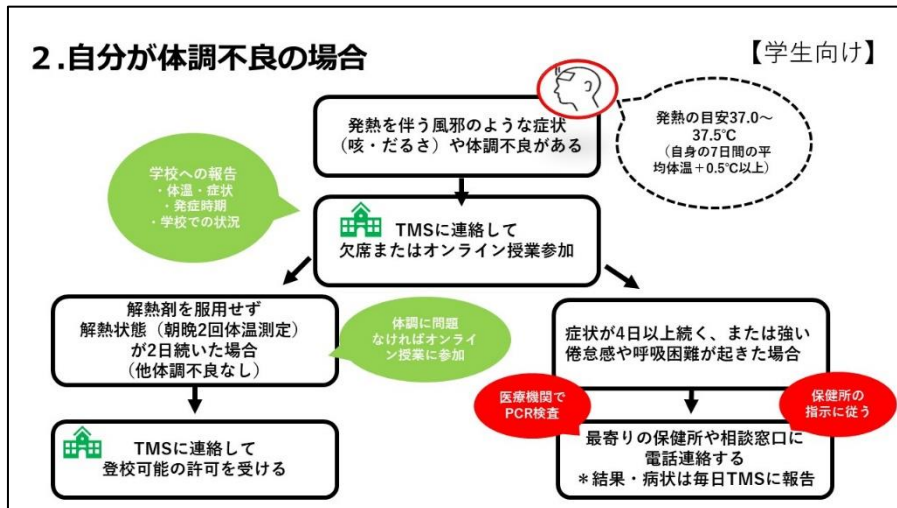 ２.自分が体調不良の場合
【学生向け】
発熱を伴う風邪のような症状
（咳・だるさ）や体調不良がある
発熱の目安37.0～
37.5℃
（自身の7日間の平
均体温＋0.5℃以上）
学校への報告
・体温・症状
・発症時期
・学校での状況
TMSに連絡して
欠席またはオンライン授業参加
解熱剤を服用せず
解熱状態（朝晩2回体温測定）
が2日続いた場合
（他体調不良なし）
体調に問題
なければオンライ
ン授業に参加
症状が4日以上続く、または強い
倦怠感や呼吸困難が起きた場合
医療機関で
PCR検査
保健所の
指示に従う
TMSに連絡して
登校可能の許可を受ける
最寄りの保健所や相談窓口に
電話連絡する
＊結果・病状は毎日TMSに報告